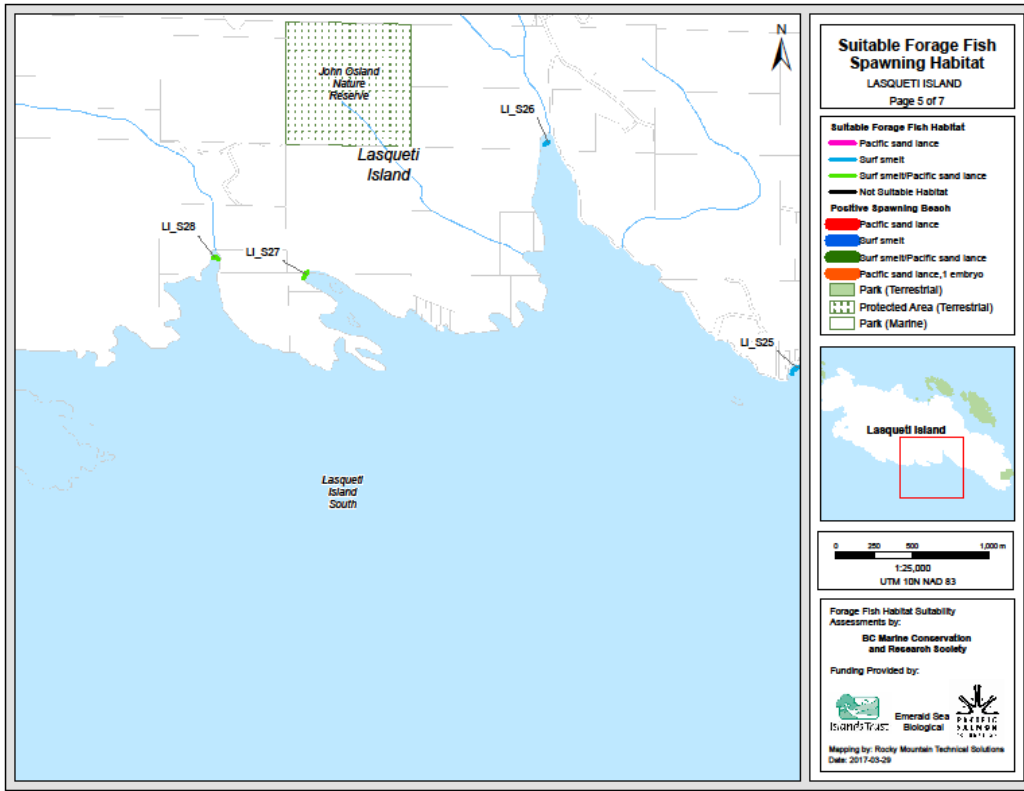 John Osland
Nature
Reserve
Lasqueti
Island
LI_S26
LI_S28
LI_S27
LI_S25
Lasqueti
Island
South
N
Suitable Forage Fish
Spawning Habitat
LASQUETI ISLAND
Page 5 of 7
Suitable Forage Fish Habitat
Pacific sand lance
Surf smelt
Surf smelt/Pacific sand lance
Not Suitable Habitat
Positive Spawning Beach
Pacific sand lance
Surf smelt
Surf smelt/Pacific sand lance
Pacific sand lance, 1 embryo
Park (Terrestrial)
Protected Area (Terrestrial)
Park (Marine)
Lasqueti Island
0 250 500 1,000 m
1:25,000
UTM 10N NAD 83
Forage Fish Habitat Suitability
Assessments by:
BC Marine Conservation
and Research Society
Funding Provided by:
Islands Trust
Emerald Sea
Biological
PACIFIC
SALMON
Mapping by: Rocky Mountain Technical Solutions
Date: 2017-03-29